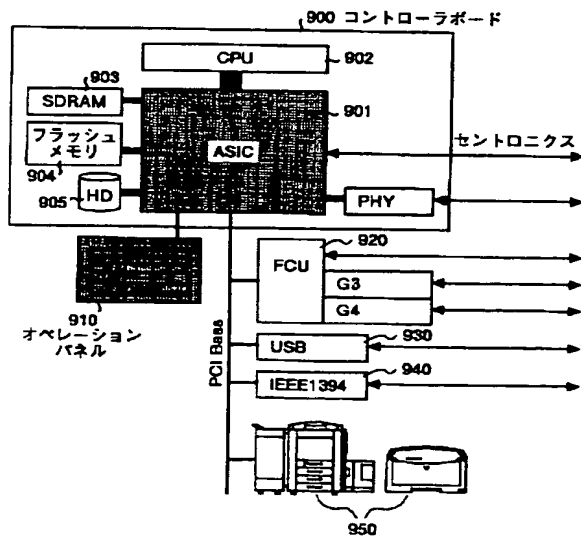 900 コントローラボード
CPU
902
903
SDRAM
901
フラッシュ
メモリ
904
ASIC
セントロニクス
905
HD
PHY
910
オペレーション
パネル
920
FCU
G3
G4
PCI Bass
USB
930
940
IEEE1394
950